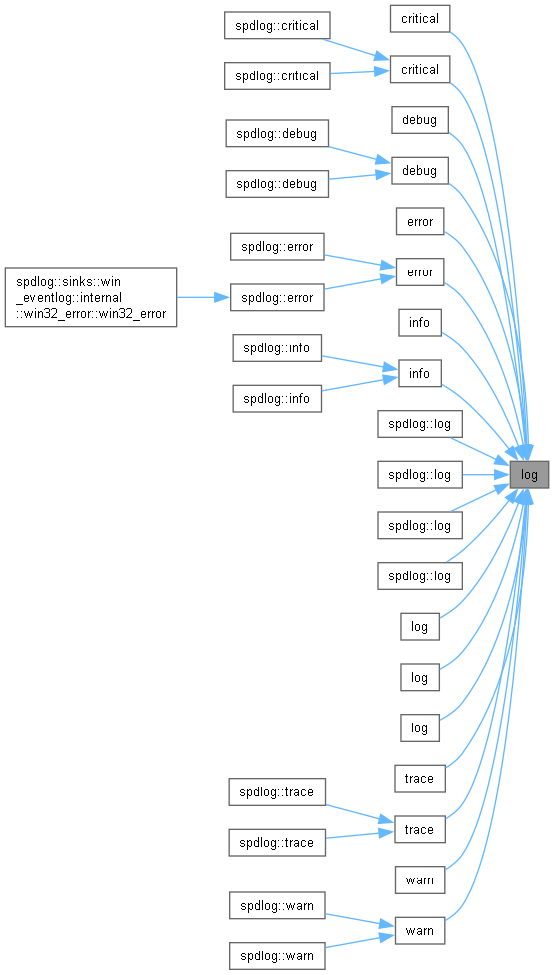 critical
spdlog::critical
critical
spdlog::critical
debug
spdlog::debug
debug
spdlog::debug
error
spdlog::error
error
spdlog::sinks::win
_eventlog::internal
::win32_error::win32_error
spdlog::error
info
spdlog::info
info
spdlog::info
spdlog::log
log
spdlog::log
spdlog::log
spdlog::log
log
log
log
trace
spdlog::trace
trace
spdlog::trace
warn
spdlog::warn
warn
spdlog::warn